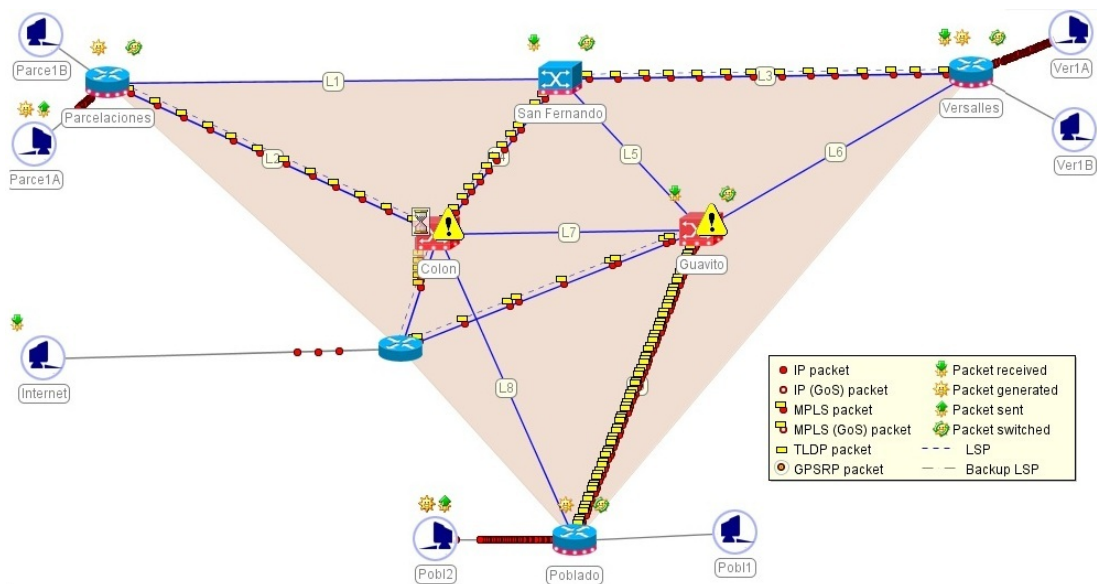 Parce1B
Ver1A
L1
L3
Parcelaciones
San Fernando
Versalles
L2
L5
L6
Parce1A
Ver1B
L7
Colon
Guavito
Internet
L8
IP packet
IP (GoS) packet
MPLS packet
MPLS (GoS) packet
TLDP packet
GPSRP packet
Packet received
Packet generated
Packet sent
Packet switched
LSP
Backup LSP
Pobl2
Poblado
Pobl1